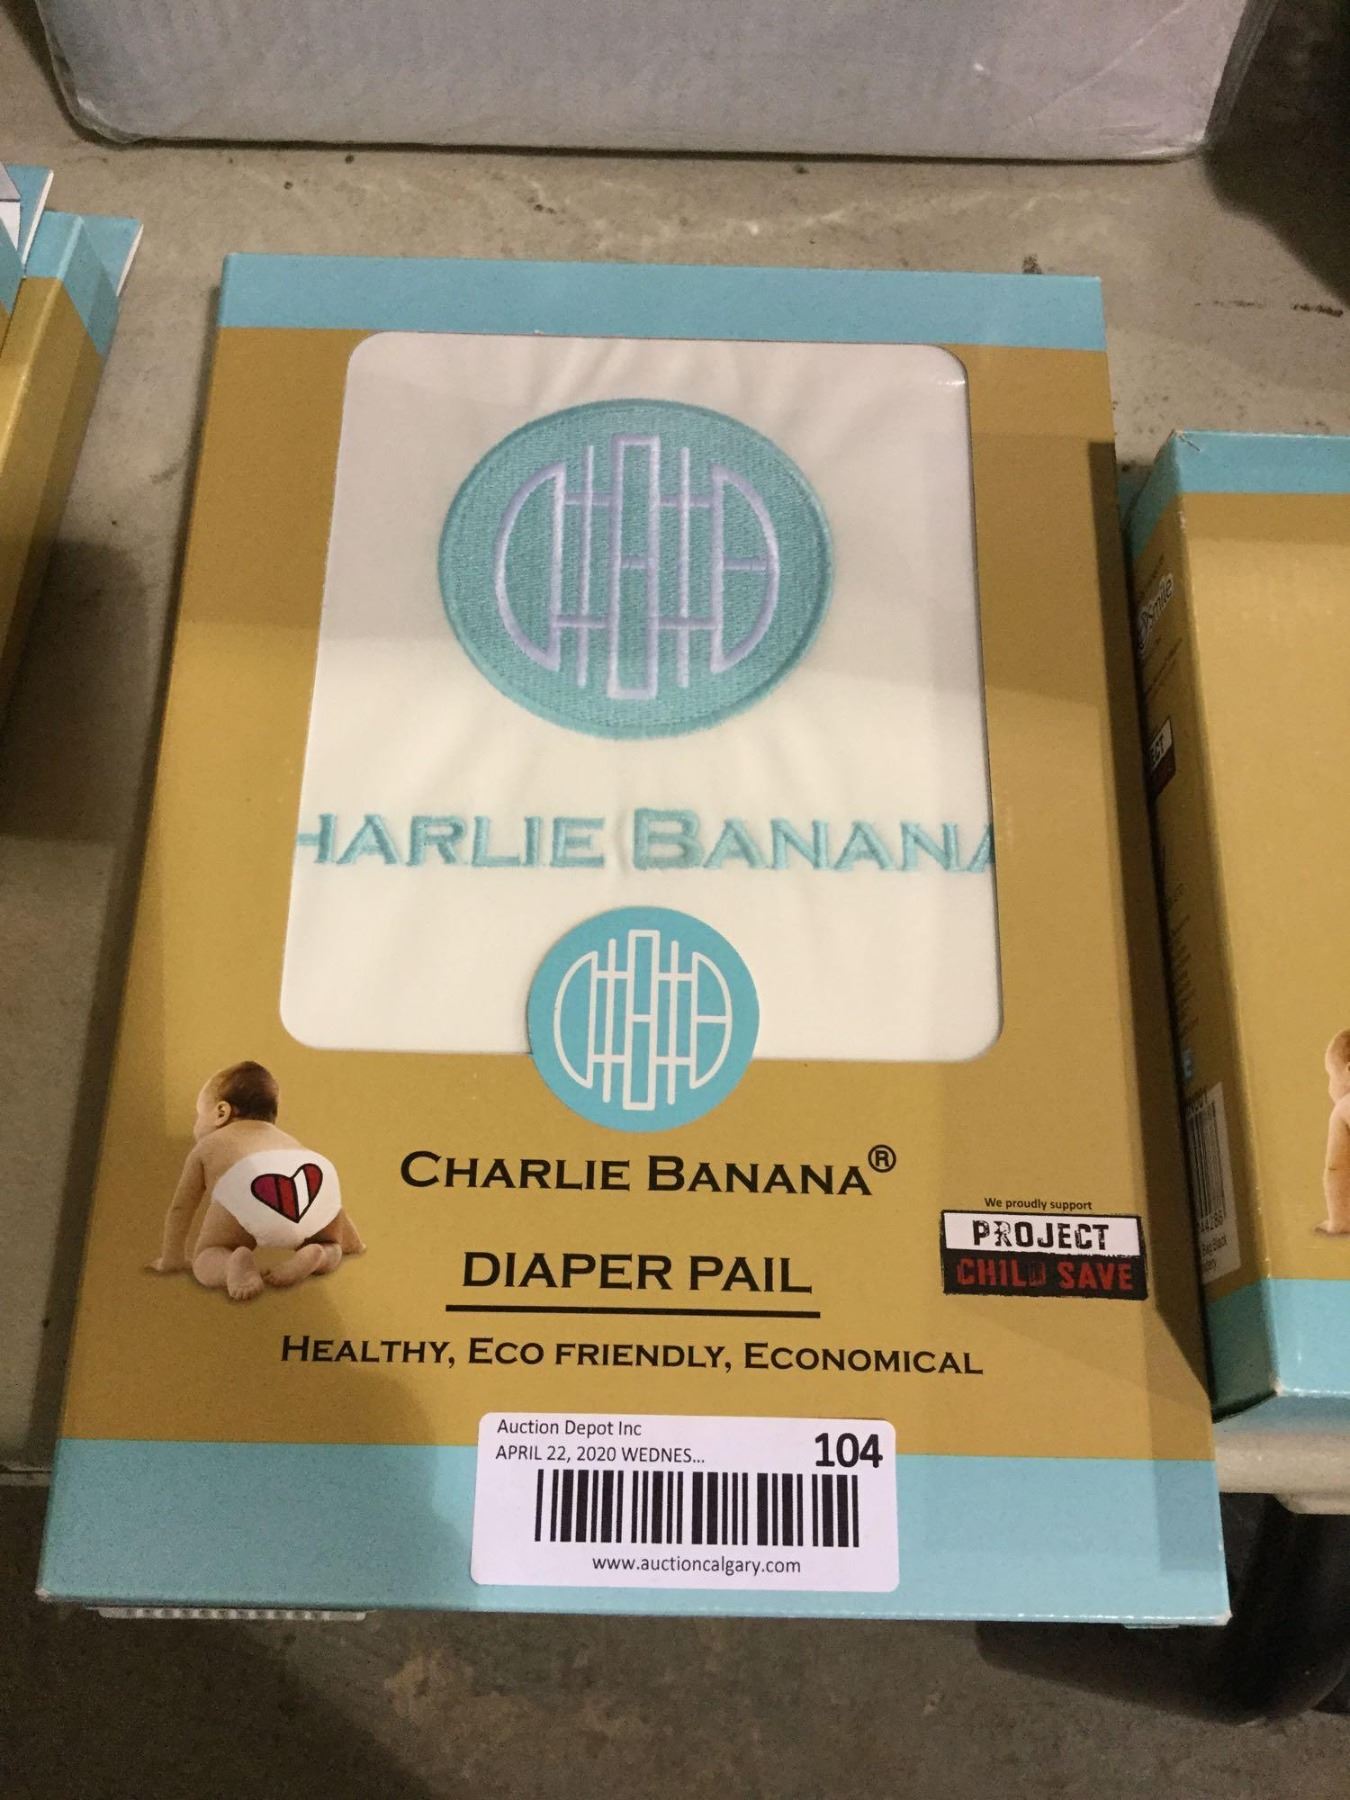 HARLIE BANANA
CHARLIE BANANA®
DIAPER PAIL
HEALTHY, ECO FRIENDLY, ECONOMICAL
We proudly support
PROJECT
CHILD SAVE
Auction Depot Inc
APRIL 22, 2020 WEDNES...
104
www.auctioncalgary.com
Smile